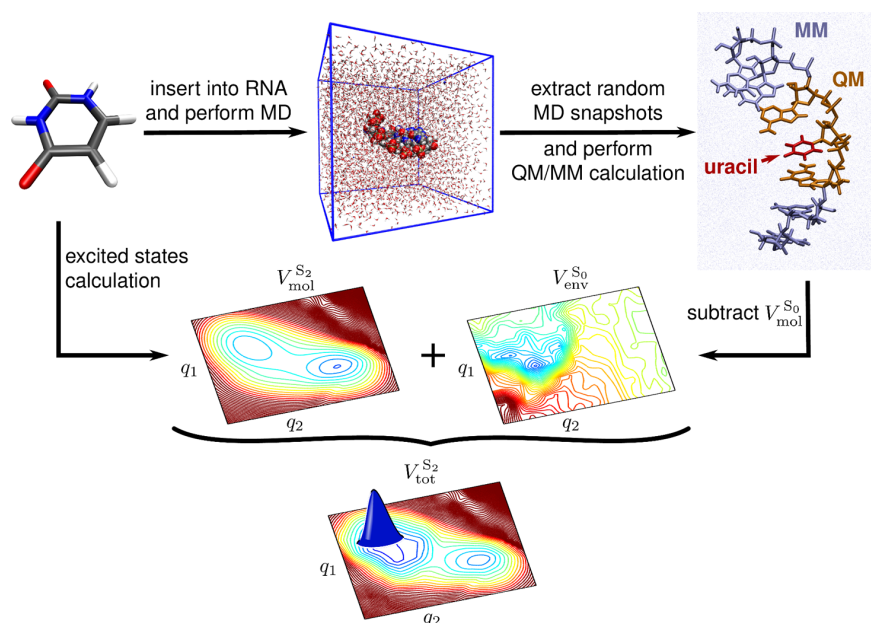 insert into RNA
and perform MD
extract random
MD snapshots
and perform
QM/MM calculation
MM
QM
uracil
excited states
calculation
V_mol^S₂
V_env^S₀
subtract V_mol^S₀
q₁
+
q₁
q₂
q₂
V_tot^S₂
q₁
q₂